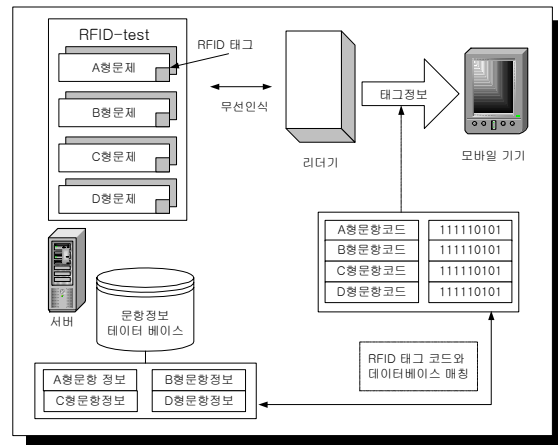 RFID-test
RFID 태그
A형문제
B형문제
C형문제
D형문제
무선인식
리더기
태그정보
모바일 기기
A형문항코드 111110101
B형문항코드 111110101
C형문항코드 111110101
D형문항코드 111110101
서버
문항정보
테이터 베이스
RFID 태그 코드와
데이터베이스 매칭
A형문항 정보 B형문항정보
C형문항정보 D형문항정보